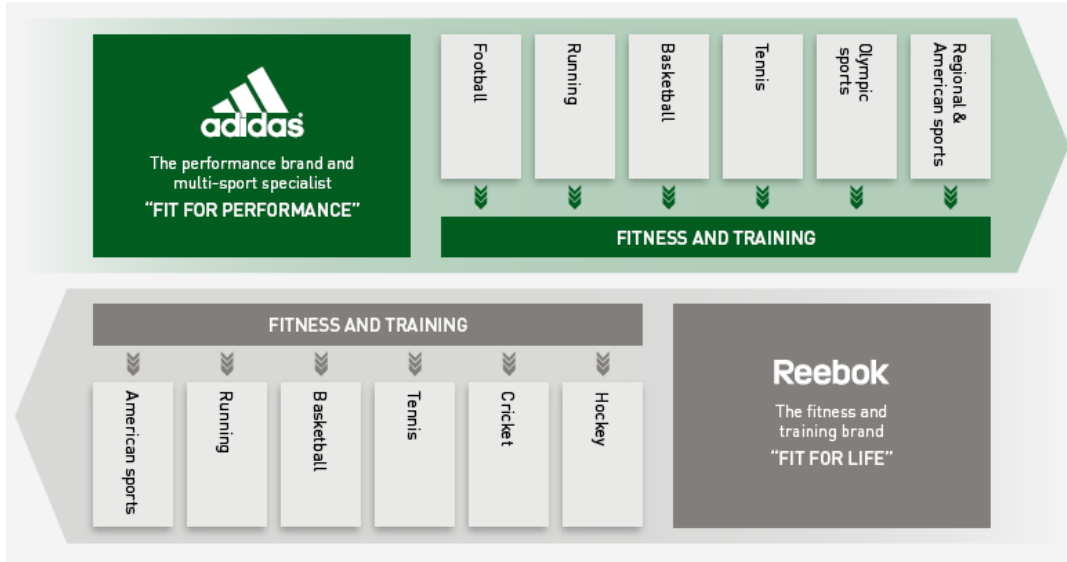 adidas®
The performance brand and
multi-sport specialist
“FIT FOR PERFORMANCE”
Football
Running
Basketball
Tennis
Olympic
sports
Regional &
American sports
FITNESS AND TRAINING
FITNESS AND TRAINING
American sports
Running
Basketball
Tennis
Cricket
Hockey
Reebok
The fitness and
training brand
“FIT FOR LIFE”